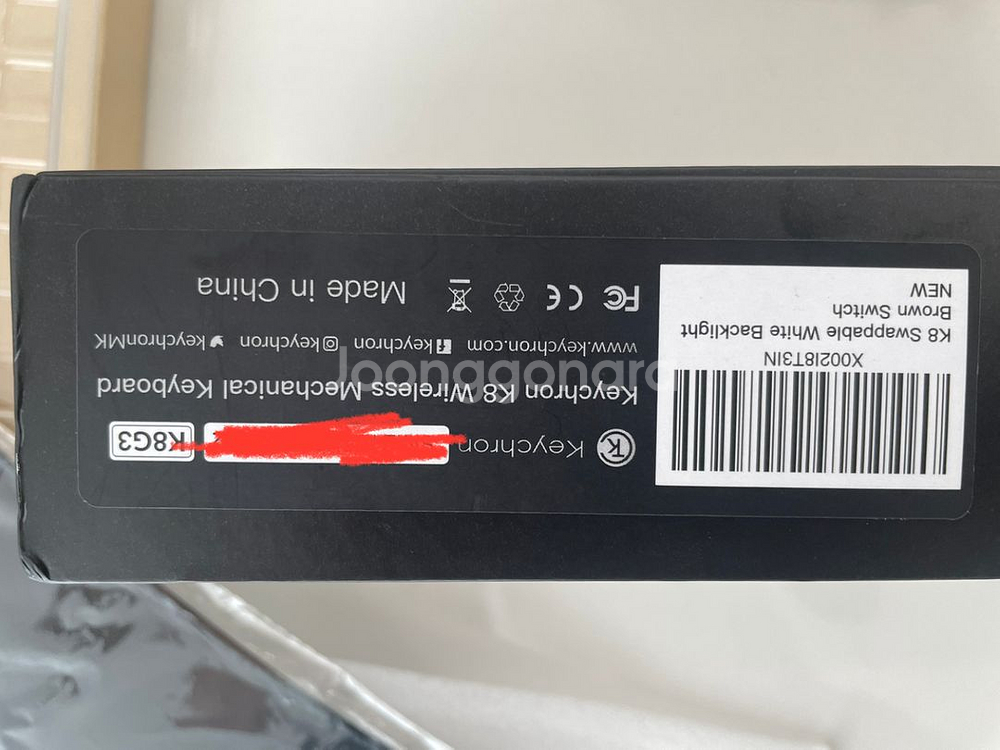 Keychron
K8G3
Keychron K8 Wireless Mechanical Keyboard
www.keychron.com keychron keychron keychronMK
FC CE Made in China
X002I8T3IN
K8 Swappable White Backlight
Brown Switch
NEW
Joonggonara